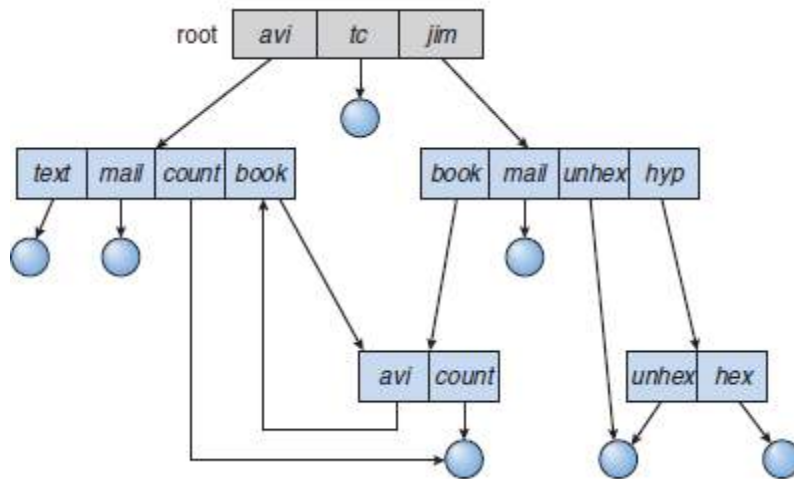 root avi tc jim
text mail count book book mail unhex hyp
avi count unhex hex